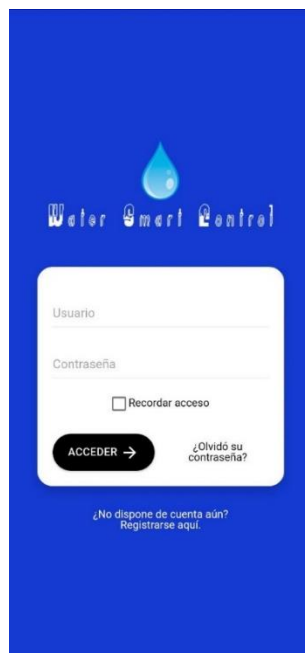 Water Smart Control
Usuario
Contraseña
Recordar acceso
ACCEDER →
¿Olvidó su
contraseña?
¿No dispone de cuenta aún?
Registrarse aquí.